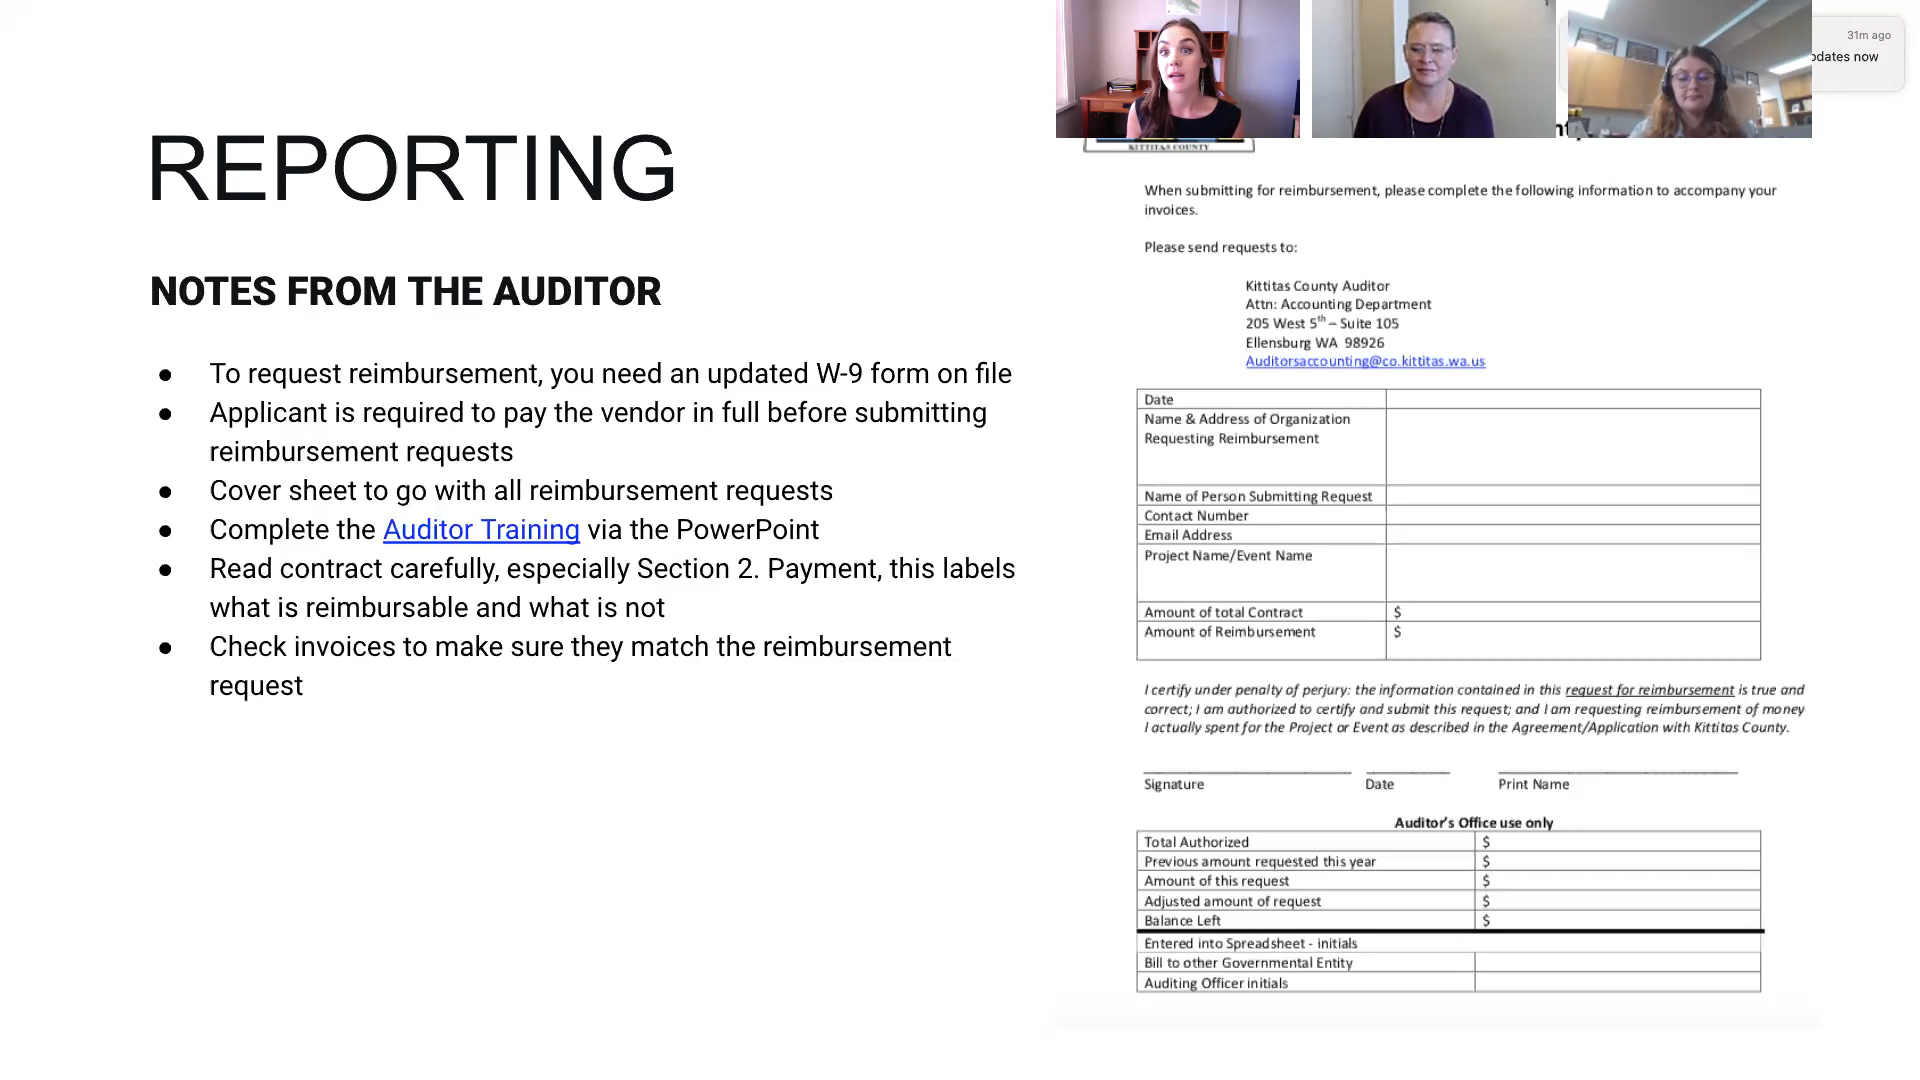 REPORTING
NOTES FROM THE AUDITOR
● To request reimbursement, you need an updated W-9 form on file
● Applicant is required to pay the vendor in full before submitting
reimbursement requests
● Cover sheet to go with all reimbursement requests
● Complete the Auditor Training via the PowerPoint
● Read contract carefully, especially Section 2. Payment, this labels
what is reimbursable and what is not
● Check invoices to make sure they match the reimbursement
request
31m ago
pdates now
KITTITAS COUNTY
When submitting for reimbursement, please complete the following information to accompany your
invoices.
Please send requests to:
Kittitas County Auditor
Attn: Accounting Department
205 West 5th – Suite 105
Ellensburg WA 98926
Auditorsaccounting@co.kittitas.wa.us
Date
Name & Address of Organization
Requesting Reimbursement
Name of Person Submitting Request
Contact Number
Email Address
Project Name/Event Name
Amount of total Contract $
Amount of Reimbursement $
I certify under penalty of perjury: the information contained in this request for reimbursement is true and
correct; I am authorized to certify and submit this request; and I am requesting reimbursement of money
I actually spent for the Project or Event as described in the Agreement/Application with Kittitas County.
Signature Date Print Name
Auditor's Office use only
Total Authorized $
Previous amount requested this year $
Amount of this request $
Adjusted amount of request $
Balance Left $
Entered into Spreadsheet - initials
Bill to other Governmental Entity
Auditing Officer initials